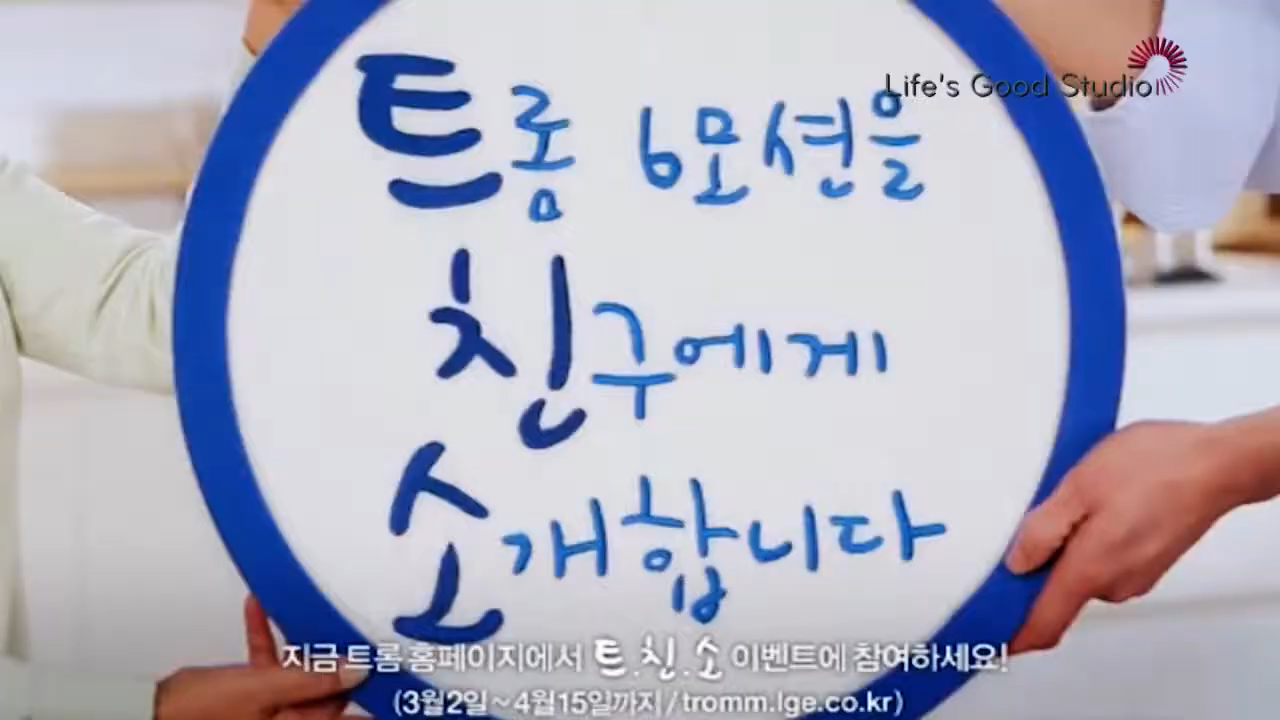 Life's Good Studio
트롬 6모션을
친구에게
소개합니다
지금 트롬 홈페이지에서 트.친.소 이벤트에 참여하세요!
(3월2일~4월15일까지/tromm.lge.co.kr)